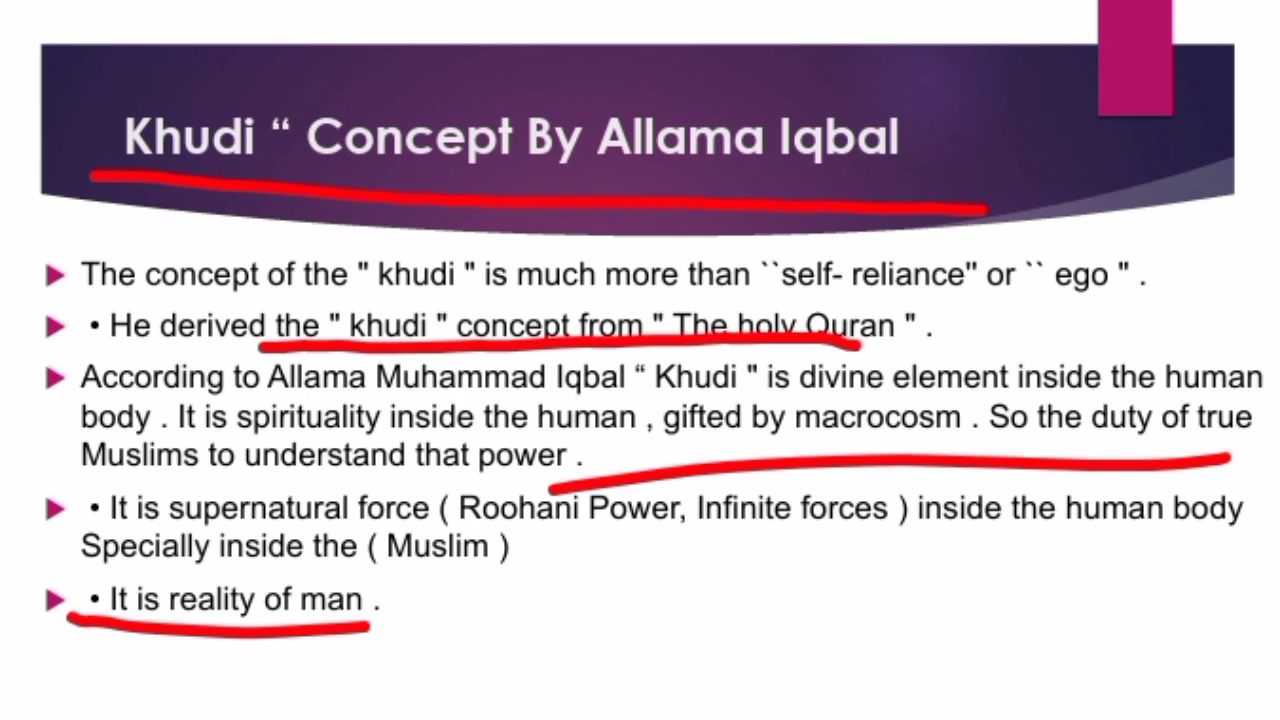 Khudi “ Concept By Allama Iqbal
The concept of the " khudi " is much more than ``self- reliance" or `` ego " .
• He derived the " khudi " concept from " The holy Quran " .
According to Allama Muhammad Iqbal “ Khudi " is divine element inside the human
body . It is spirituality inside the human , gifted by macrocosm . So the duty of true
Muslims to understand that power .
• It is supernatural force ( Roohani Power, Infinite forces ) inside the human body
Specially inside the ( Muslim )
• It is reality of man .